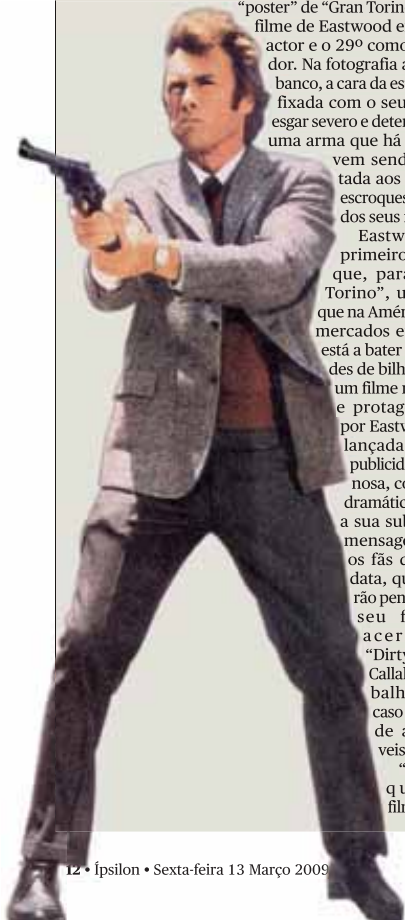 “poster” de “Gran Torin
filme de Eastwood e
actor e o 29º como
dor. Na fotografia a
banco, a cara da es
fixada com o seu
esgar severo e deter
uma arma que há
vem send
tada aos
escroques
dos seus
Eastw
primeiro
que, para
Torino”, u
que na Amér
mercados e
está a bater
des de bilh
um filme r
e protag
por Eastw
lançada
publicid
nosa, co
dramátic
a sua sub
mensage
os fãs d
data, qu
rão pen
seu f
acer
“Dirty
Callah
balh
caso
de a
veis
“
qu
film
12 • Ípsilon • Sexta-feira 13 Março 2009